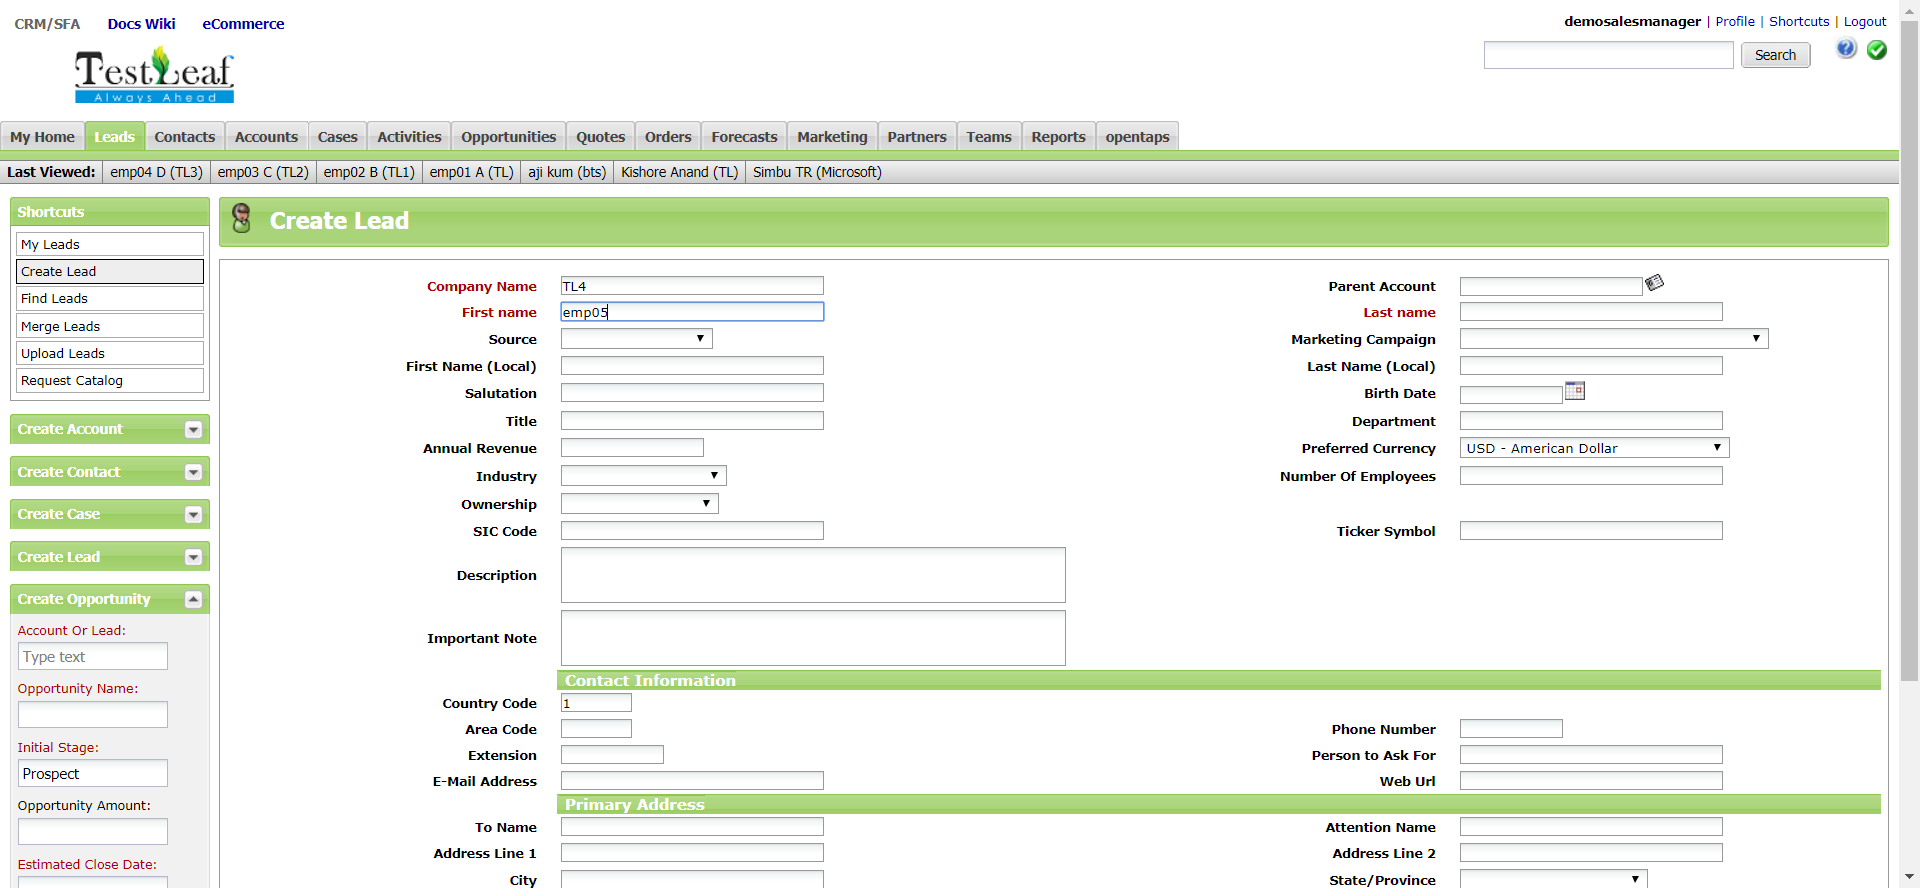 CRM/SFA Docs Wiki eCommerce
demosalesmanager | Profile | Shortcuts | Logout
TestLeaf
Always Ahead
Search
My Home Leads Contacts Accounts Cases Activities Opportunities Quotes Orders Forecasts Marketing Partners Teams Reports opentaps
Last Viewed: emp04 D (TL3) emp03 C (TL2) emp02 B (TL1) emp01 A (TL) aji kum (bts) Kishore Anand (TL) Simbu TR (Microsoft)
Shortcuts
My Leads
Create Lead
Find Leads
Merge Leads
Upload Leads
Request Catalog
Create Account
Create Contact
Create Case
Create Lead
Create Opportunity
Account Or Lead:
Type text
Opportunity Name:
Initial Stage:
Prospect
Opportunity Amount:
Estimated Close Date:
Create Lead
Company Name TL4 Parent Account
First name emp05 Last name
Source Marketing Campaign
First Name (Local) Last Name (Local)
Salutation Birth Date
Title Department
Annual Revenue Preferred Currency USD - American Dollar
Industry Number Of Employees
Ownership
SIC Code Ticker Symbol
Description
Important Note
Contact Information
Country Code 1
Area Code Phone Number
Extension Person to Ask For
E-Mail Address Web Url
Primary Address
To Name Attention Name
Address Line 1 Address Line 2
City State/Province